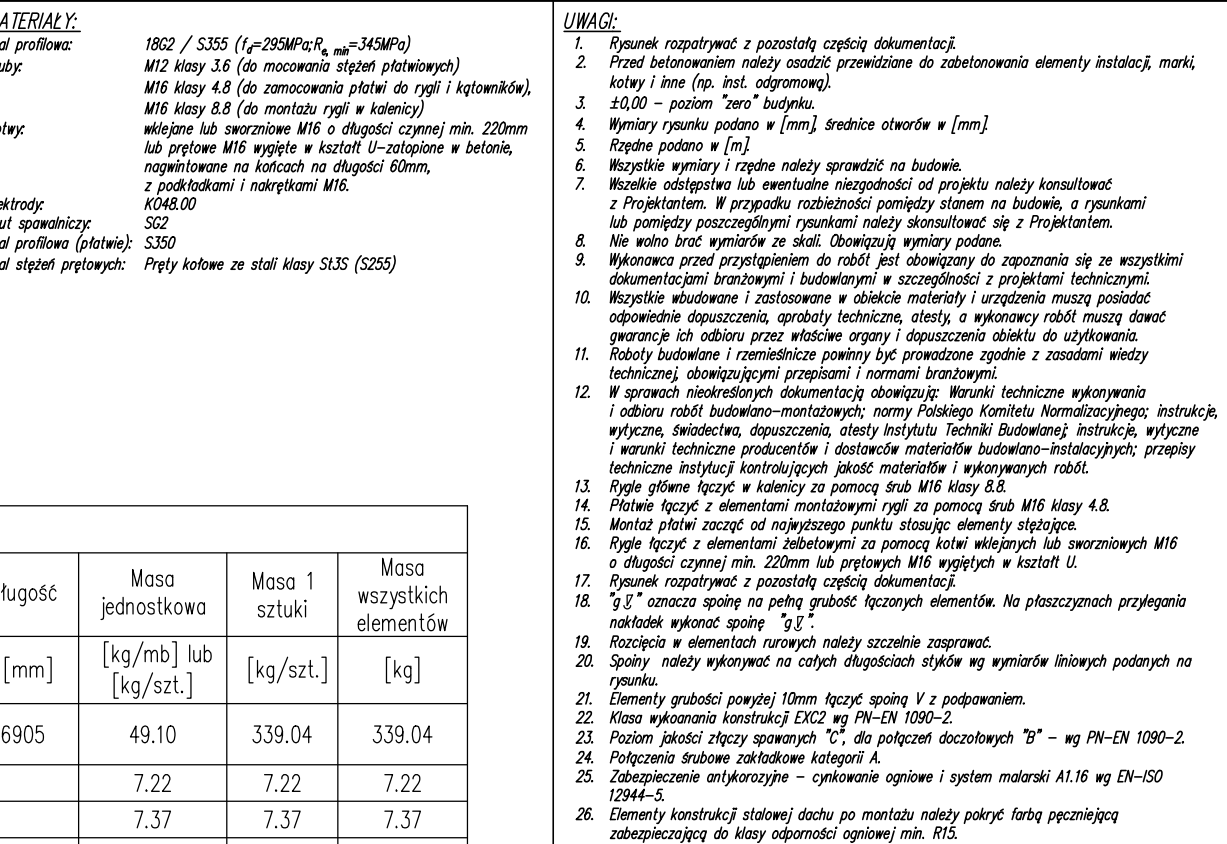 ATERIAŁY:
al profilowa: 18G2 / S355 (fd=295MPa;Re, min=345MPa)
uby: M12 klasy 3.6 (do mocowania stężeń płatwiowych)
M16 klasy 4.8 (do zamocowania płatwi do rygli i kątowników),
M16 klasy 8.8 (do montażu rygli w kalenicy)
otwy: wklejane lub sworzniowe M16 o długości czynnej min. 220mm
lub prętowe M16 wygięte w kształt U-zatopione w betonie,
nagwintowane na końcach na długości 60mm,
z podkładkami i nakrętkami M16.
ektrody: K048.00
ut spawalniczy: SG2
al profilowa (płatwie): S350
al stężeń prętowych: Pręty kołowe ze stali klasy St3S (S255)
ługość Masa jednostkowa Masa 1 sztuki Masa wszystkich elementów
[mm] [kg/mb] lub [kg/szt.] [kg/szt.] [kg]
6905 49.10 339.04 339.04
7.22 7.22 7.22
7.37 7.37 7.37
UWAGI:
1. Rysunek rozpatrywać z pozostałą częścią dokumentacji.
2. Przed betonowaniem należy osadzić przewidziane do zabetonowania elementy instalacji, marki,
kotwy i inne (np. inst. odgromową).
3. ±0,00 – poziom "zero" budynku.
4. Wymiary rysunku podano w [mm], średnice otworów w [mm].
5. Rzędne podano w [m].
6. Wszystkie wymiary i rzędne należy sprawdzić na budowie.
7. Wszelkie odstępstwa lub ewentualne niezgodności od projektu należy konsultować
z Projektantem. W przypadku rozbieżności pomiędzy stanem na budowie, a rysunkami
lub pomiędzy poszczególnymi rysunkami należy skonsultować się z Projektantem.
8. Nie wolno brać wymiarów ze skali. Obowiązują wymiary podane.
9. Wykonawca przed przystąpieniem do robót jest obowiązany do zapoznania się ze wszystkimi
dokumentacjami branżowymi i budowlanymi w szczególności z projektami technicznymi.
10. Wszystkie wbudowane i zastosowane w obiekcie materiały i urządzenia muszą posiadać
odpowiednie dopuszczenia, aprobaty techniczne, atesty, a wykonawcy robót muszą dawać
gwarancje ich odbioru przez właściwe organy i dopuszczenia obiektu do użytkowania.
11. Roboty budowlane i rzemieślnicze powinny być prowadzone zgodnie z zasadami wiedzy
technicznej, obowiązującymi przepisami i normami branżowymi.
12. W sprawach nieokreślonych dokumentacją obowiązują: Warunki techniczne wykonywania
i odbioru robót budowlano-montażowych; normy Polskiego Komitetu Normalizacyjnego; instrukcje,
wytyczne, świadectwa, dopuszczenia, atesty Instytutu Techniki Budowlanej; instrukcje, wytyczne
i warunki techniczne producentów i dostawców materiałów budowlano-instalacyjnych; przepisy
techniczne instytucji kontrolujących jakość materiałów i wykonywanych robót.
13. Rygle główne łączyć w kalenicy za pomocą śrub M16 klasy 8.8.
14. Płatwie łączyć z elementami montażowymi rygli za pomocą śrub M16 klasy 4.8.
15. Montaż płatwi zacząć od najwyższego punktu stosując elementy stężające.
16. Rygle łączyć z elementami żelbetowymi za pomocą kotwi wklejanych lub sworzniowych M16
o długości czynnej min. 220mm lub prętowych M16 wygiętych w kształt U.
17. Rysunek rozpatrywać z pozostałą częścią dokumentacji.
18. "g V" oznacza spoinę na pełną grubość łączonych elementów. Na płaszczyznach przylegania
nakładek wykonać spoinę "g V".
19. Rozcięcia w elementach rurowych należy szczelnie zasprawać.
20. Spoiny należy wykonywać na całych długościach styków wg wymiarów liniowych podanych na
rysunku.
21. Elementy grubości powyżej 10mm łączyć spoiną V z podpawaniem.
22. Klasa wykoanania konstrukcji EXC2 wg PN-EN 1090-2.
23. Poziom jakości złączy spawanych "C", dla połączeń doczołowych "B" – wg PN-EN 1090-2.
24. Połączenia śrubowe zakładkowe kategorii A.
25. Zabezpieczenie antykorozyjne – cynkowanie ogniowe i system malarski A1.16 wg EN-ISO
12944-5.
26. Elementy konstrukcji stalowej dachu po montażu należy pokryć farbą pęczniejącą
zabezpieczającą do klasy odporności ogniowej min. R15.